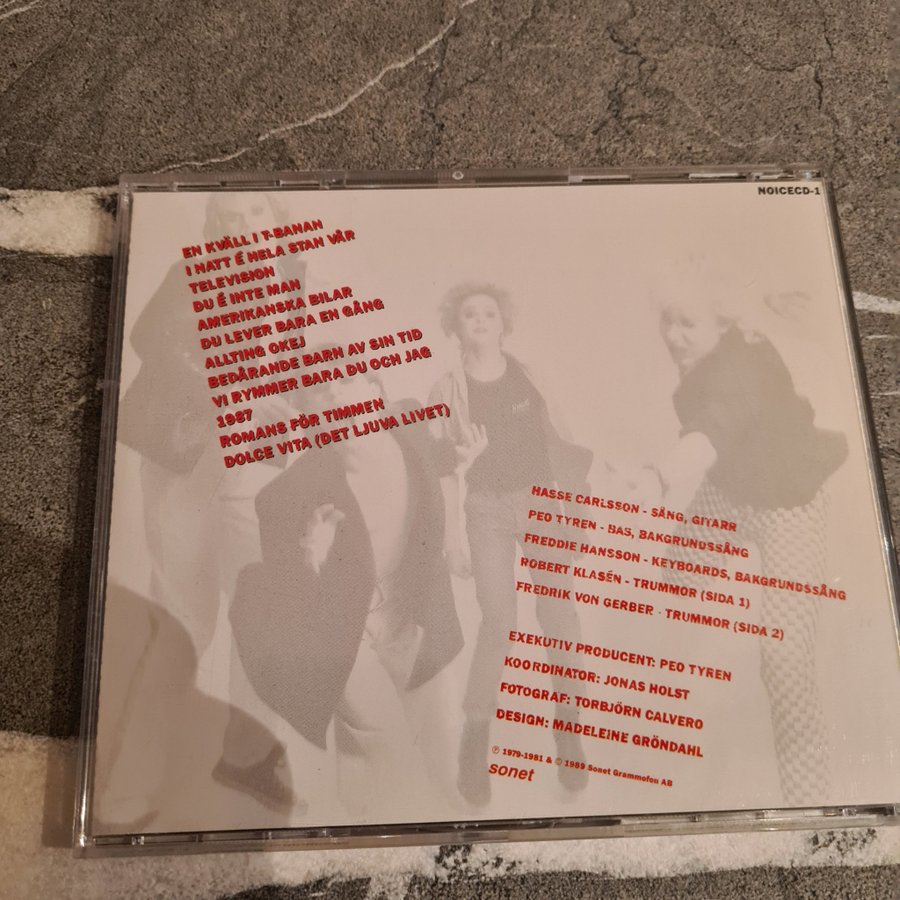 NOICECD-1
EN KVÄLL I T-BANAN
I NATT É HELA STAN VÅR
TELEVISION
DU É INTE MAN
AMERIKANSKA BILAR
DU LEVER BARA EN GÅNG
ALLTING OKEJ
BEDÅRANDE BARN AV SIN TID
VI RYMMER BARA DU OCH JAG
1987
ROMANS FÖR TIMMEN
DOLCE VITA (DET LJUVA LIVET)
HASSE CARLSSON - SÅNG, GITARR
PEO TYREN - BAS, BAKGRUNDSSÅNG
FREDDIE HANSSON - KEYBOARDS, BAKGRUNDSSÅNG
ROBERT KLASÉN - TRUMMOR (SIDA 1)
FREDRIK VON GERBER - TRUMMOR (SIDA 2)
EXEKUTIV PRODUCENT: PEO TYREN
KOORDINATOR: JONAS HOLST
FOTOGRAF: TORBJÖRN CALVERO
DESIGN: MADELEINE GRÖNDAHL
℗ 1979-1981 & © 1989 Sonet Grammofon AB
sonet